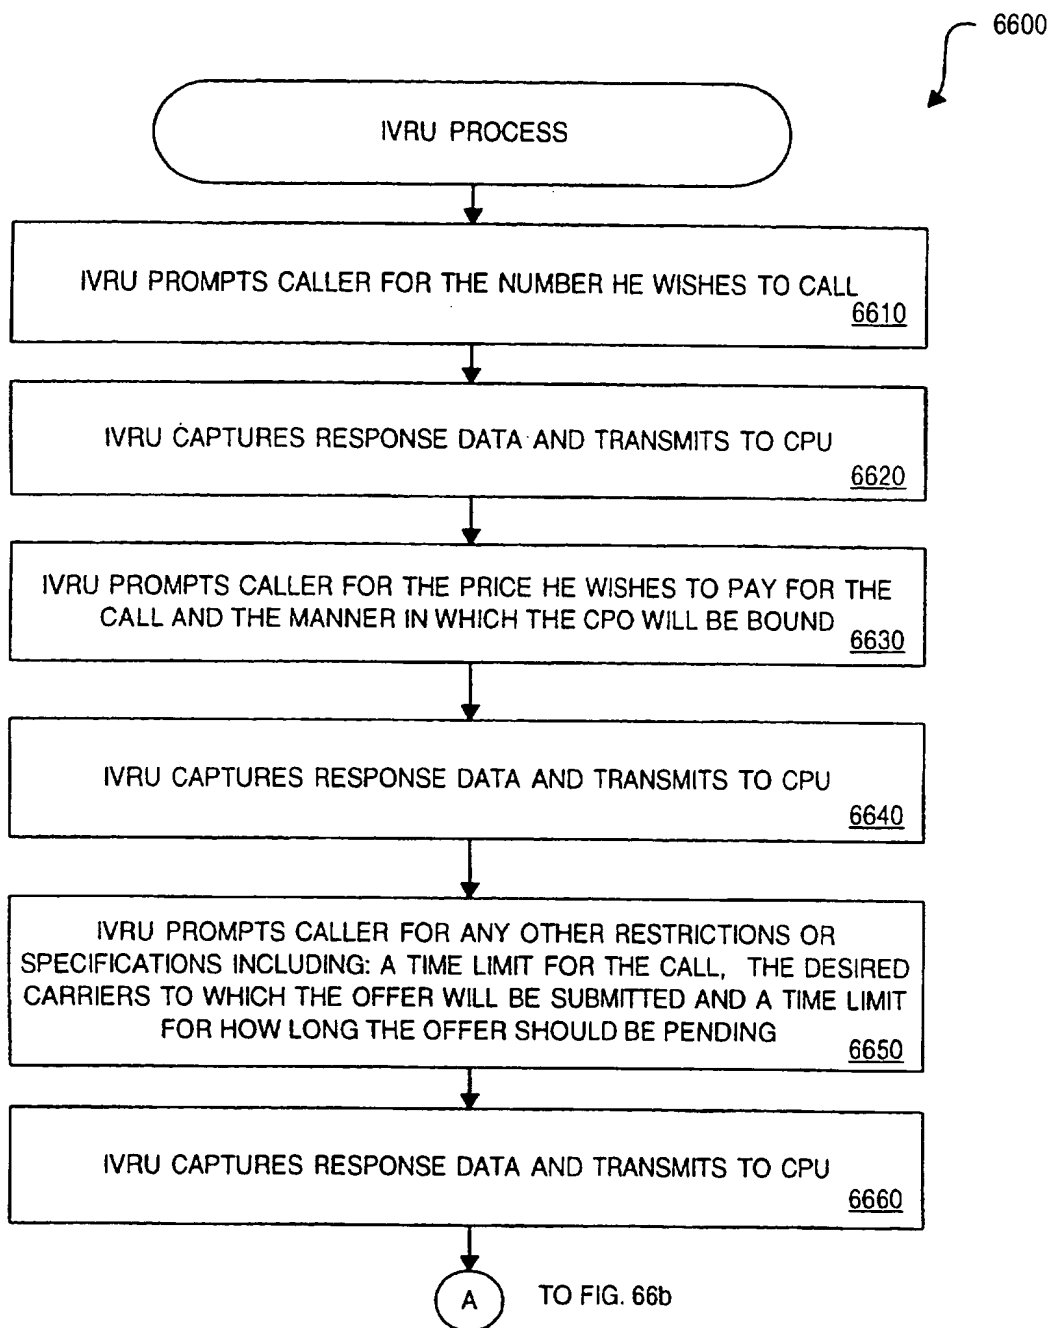 6600
IVRU PROCESS
IVRU PROMPTS CALLER FOR THE NUMBER HE WISHES TO CALL
6610
IVRU CAPTURES RESPONSE DATA AND TRANSMITS TO CPU
6620
IVRU PROMPTS CALLER FOR THE PRICE HE WISHES TO PAY FOR THE
CALL AND THE MANNER IN WHICH THE CPO WILL BE BOUND
6630
IVRU CAPTURES RESPONSE DATA AND TRANSMITS TO CPU
6640
IVRU PROMPTS CALLER FOR ANY OTHER RESTRICTIONS OR
SPECIFICATIONS INCLUDING: A TIME LIMIT FOR THE CALL, THE DESIRED
CARRIERS TO WHICH THE OFFER WILL BE SUBMITTED AND A TIME LIMIT
FOR HOW LONG THE OFFER SHOULD BE PENDING
6650
IVRU CAPTURES RESPONSE DATA AND TRANSMITS TO CPU
6660
A TO FIG. 66b